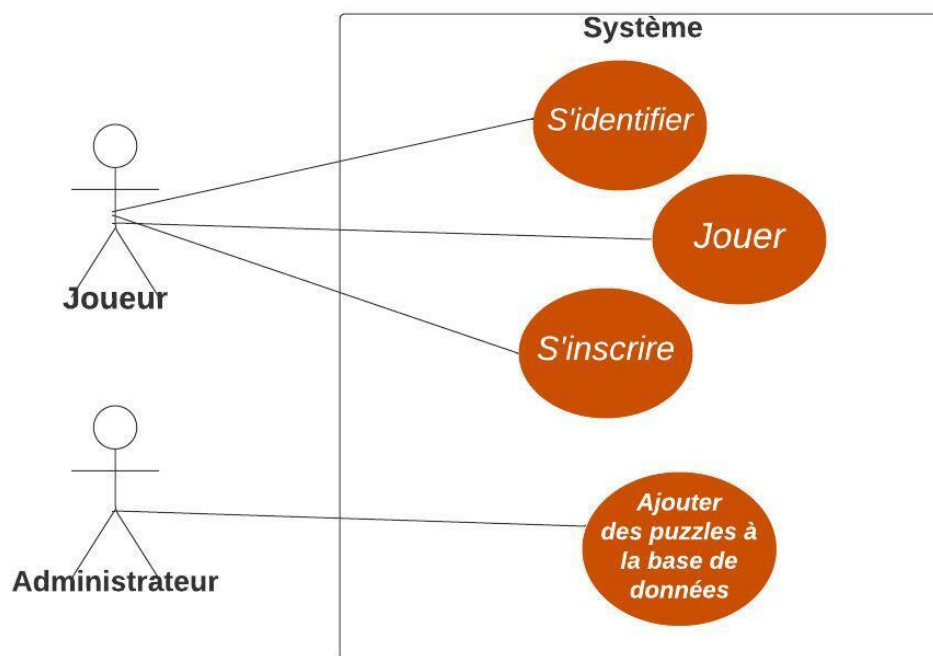 Système
S'identifier
Jouer
Joueur
S'inscrire
Ajouter
des puzzles à
la base de
données
Administrateur